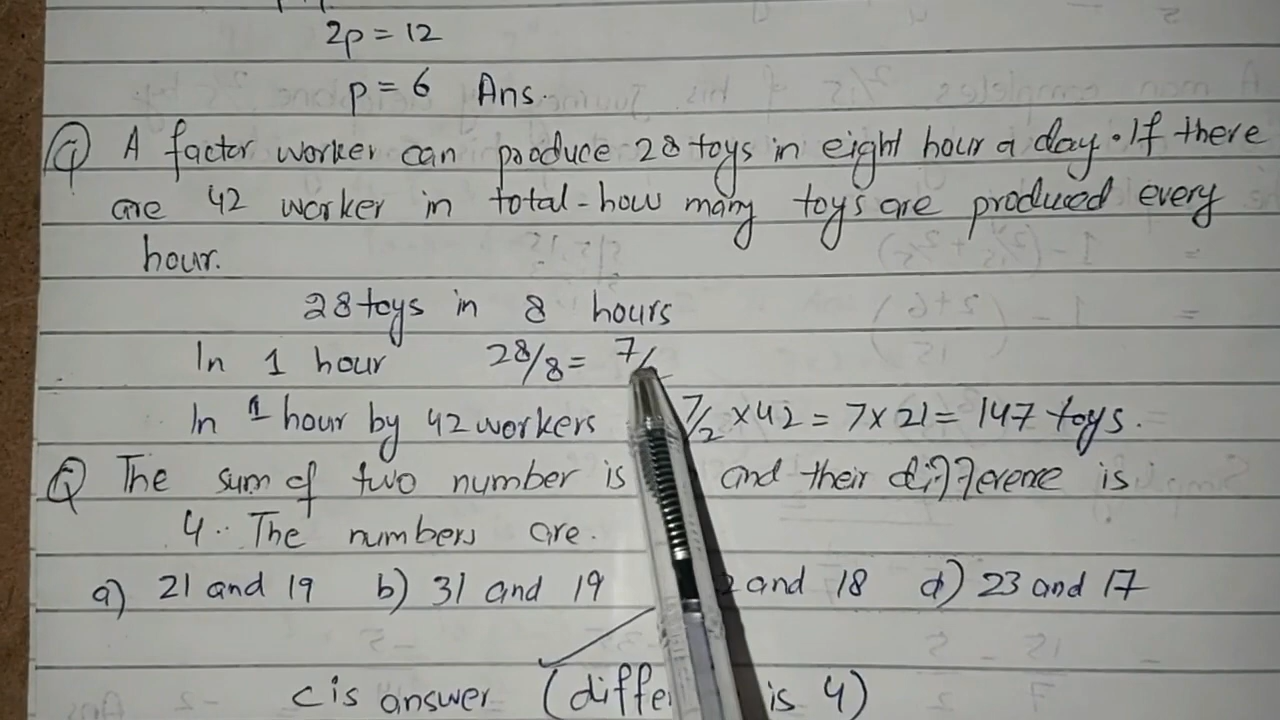 2p = 12
p = 6 Ans.
Q A factor worker can produce 28 toys in eight hour a day. If there
are 42 worker in total - how many toys are produced every
hour.
28 toys in 8 hours
In 1 hour 28/8 = 7/
In 1 hour by 42 workers 7/2 × 42 = 7 × 21 = 147 toys.
Q The sum of two number is and their difference is
4. The numbers are.
a) 21 and 19 b) 31 and 19 2 and 18 d) 23 and 17
c is answer (diffe is 4)